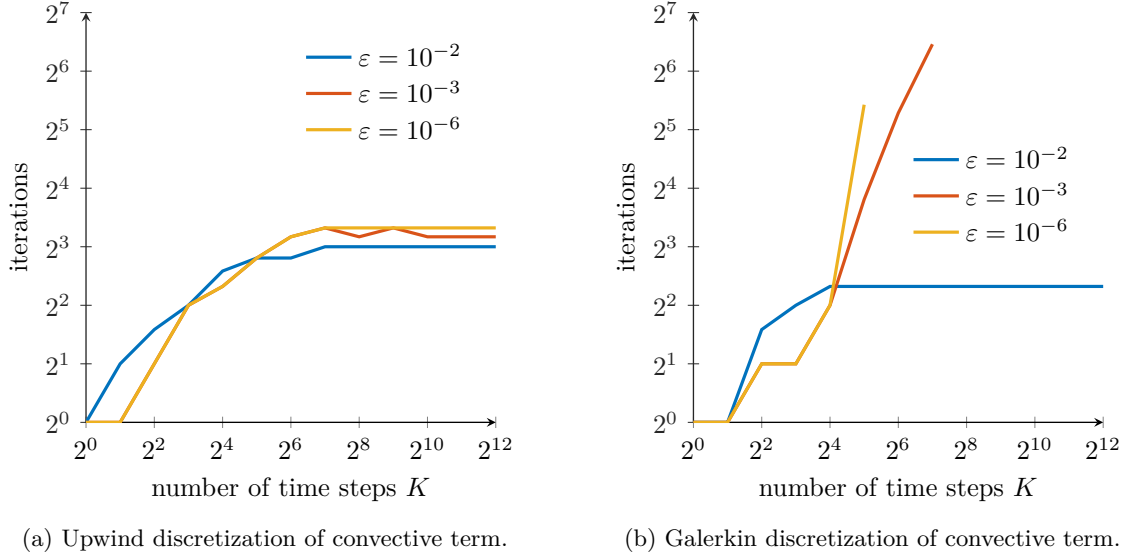 2^7
2^6
2^5
2^4
2^3
2^2
2^1
2^0
iterations
ε = 10^−2
ε = 10^−3
ε = 10^−6
2^0 2^2 2^4 2^6 2^8 2^10 2^12
number of time steps K
(a) Upwind discretization of convective term.
2^7
2^6
2^5
2^4
2^3
2^2
2^1
2^0
iterations
ε = 10^−2
ε = 10^−3
ε = 10^−6
2^0 2^2 2^4 2^6 2^8 2^10 2^12
number of time steps K
(b) Galerkin discretization of convective term.